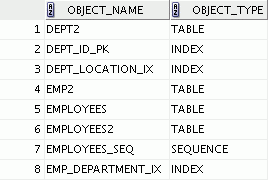 OBJECT_NAME OBJECT_TYPE
1 DEPT2 TABLE
2 DEPT_ID_PK INDEX
3 DEPT_LOCATION_IX INDEX
4 EMP2 TABLE
5 EMPLOYEES TABLE
6 EMPLOYEES2 TABLE
7 EMPLOYEES_SEQ SEQUENCE
8 EMP_DEPARTMENT_IX INDEX